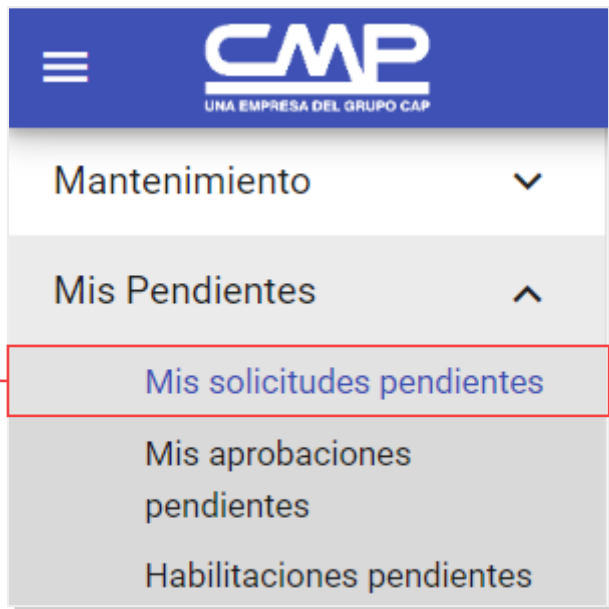 CMP
UNA EMPRESA DEL GRUPO CAP
Mantenimiento
Mis Pendientes
Mis solicitudes pendientes
Mis aprobaciones
pendientes
Habilitaciones pendientes